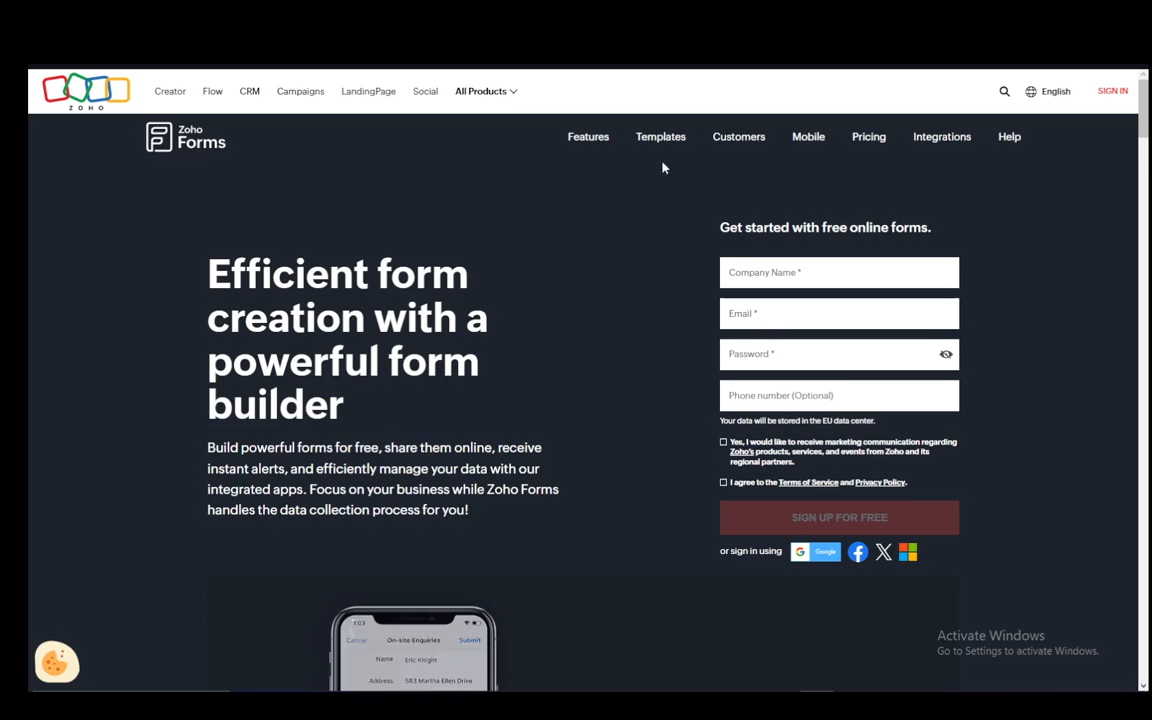 ZOHO
Creator Flow CRM Campaigns LandingPage Social All Products English SIGN IN
Zoho
Forms
Features Templates Customers Mobile Pricing Integrations Help
Get started with free online forms.
Efficient form
creation with a
powerful form
builder
Build powerful forms for free, share them online, receive
instant alerts, and efficiently manage your data with our
integrated apps. Focus on your business while Zoho Forms
handles the data collection process for you!
Company Name *
Email *
Password *
Phone number (Optional)
Your data will be stored in the EU data center.
Yes, I would like to receive marketing communication regarding
Zoho's products, services, and events from Zoho and its
regional partners.
I agree to the Terms of Service and Privacy Policy.
SIGN UP FOR FREE
or sign in using G Google
1:03
Cancel On-site Enquiries Submit
Name Eric Knight
Address 583 Martha Ellen Drive
Activate Windows
Go to Settings to activate Windows.